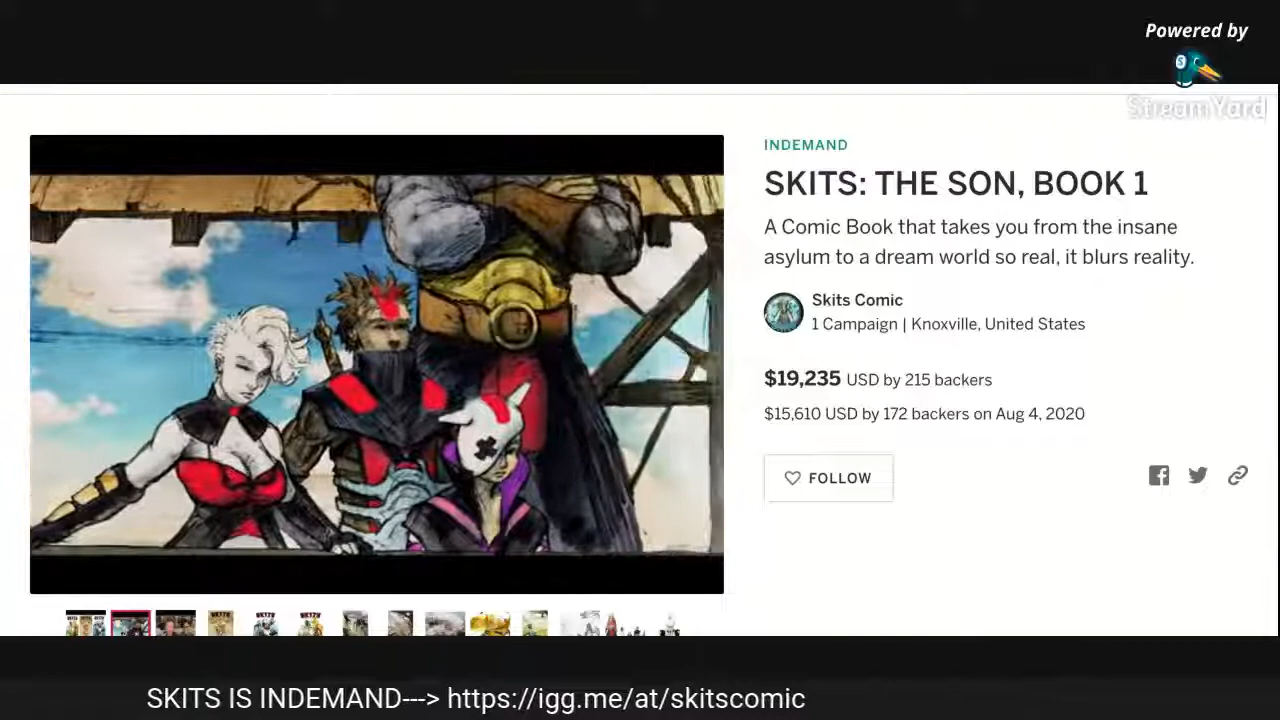 Powered by
StreamYard
INDEMAND
SKITS: THE SON, BOOK 1
A Comic Book that takes you from the insane
asylum to a dream world so real, it blurs reality.
Skits Comic
1 Campaign | Knoxville, United States
$19,235 USD by 215 backers
$15,610 USD by 172 backers on Aug 4, 2020
FOLLOW
SKITS IS INDEMAND---> https://igg.me/at/skitscomic